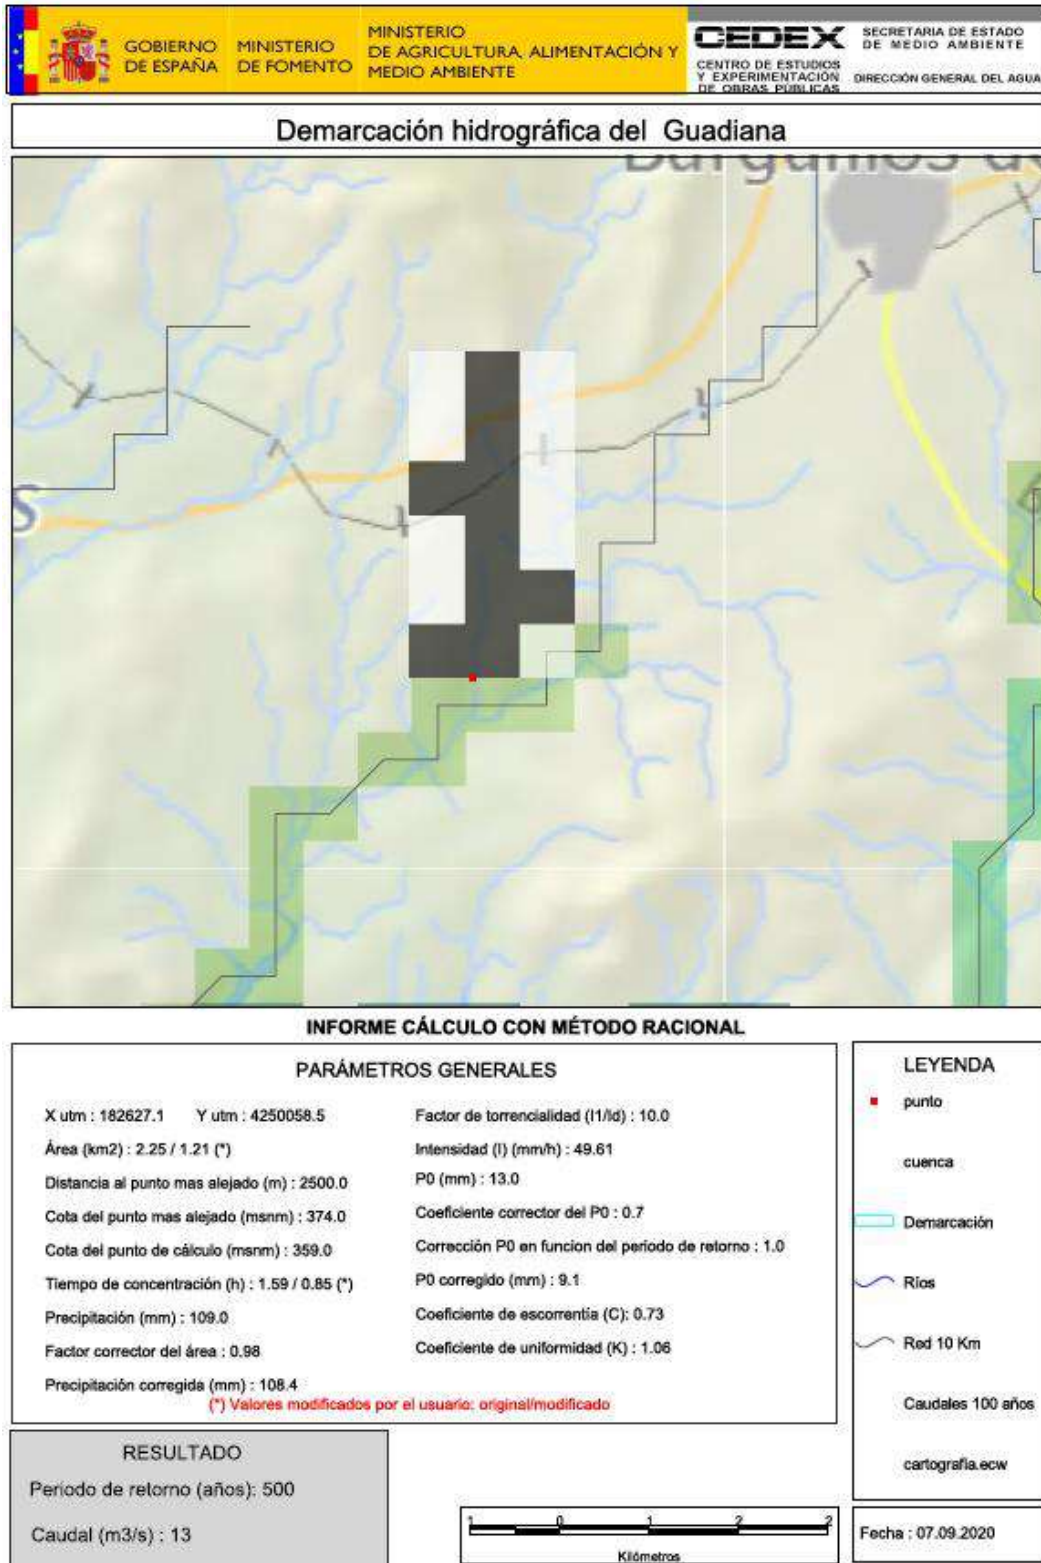 GOBIERNO
DE ESPAÑA
MINISTERIO
DE FOMENTO
MINISTERIO
DE AGRICULTURA, ALIMENTACIÓN Y
MEDIO AMBIENTE
CEDEX
CENTRO DE ESTUDIOS
Y EXPERIMENTACIÓN
DE OBRAS PÚBLICAS
SECRETARIA DE ESTADO
DE MEDIO AMBIENTE
DIRECCIÓN GENERAL DEL AGUA
Demarcación hidrográfica del Guadiana
S
INFORME CÁLCULO CON MÉTODO RACIONAL
PARÁMETROS GENERALES
X utm : 182627.1 Y utm : 4250058.5
Área (km2) : 2.25 / 1.21 (*)
Distancia al punto mas alejado (m) : 2500.0
Cota del punto mas alejado (msnm) : 374.0
Cota del punto de cálculo (msnm) : 359.0
Tiempo de concentración (h) : 1.59 / 0.85 (*)
Precipitación (mm) : 109.0
Factor corrector del área : 0.98
Precipitación corregida (mm) : 108.4
Factor de torrencialidad (I1/Id) : 10.0
Intensidad (I) (mm/h) : 49.61
P0 (mm) : 13.0
Coeficiente corrector del P0 : 0.7
Corrección P0 en funcion del periodo de retorno : 1.0
P0 corregido (mm) : 9.1
Coeficiente de escorrentía (C): 0.73
Coeficiente de uniformidad (K) : 1.06
(*) Valores modificados por el usuario: original/modificado
LEYENDA
punto
cuenca
Demarcación
Ríos
Red 10 Km
Caudales 100 años
cartografía.ecw
RESULTADO
Periodo de retorno (años): 500
Caudal (m3/s) : 13
1 0 1 2 2
Kilómetros
Fecha : 07.09.2020